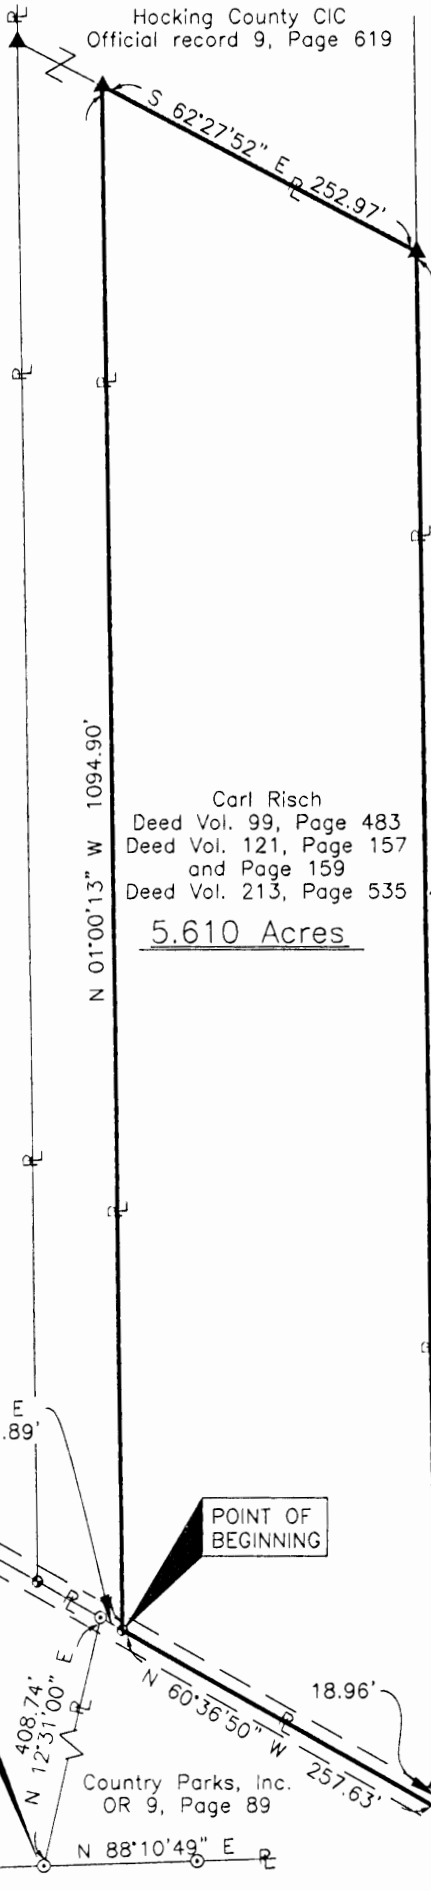 Hocking County CIC
Official record 9, Page 619
S 62°27'52" E 252.97'
N 01°00'13" W 1094.90'
Carl Risch
Deed Vol. 99, Page 483
Deed Vol. 121, Page 157
and Page 159
Deed Vol. 213, Page 535
5.610 Acres
E
.89'
POINT OF
BEGINNING
N 60°36'50" W 257.63'
18.96'
408.74'
N 12°31'00" E
Country Parks, Inc.
OR 9, Page 89
N 88°10'49" E